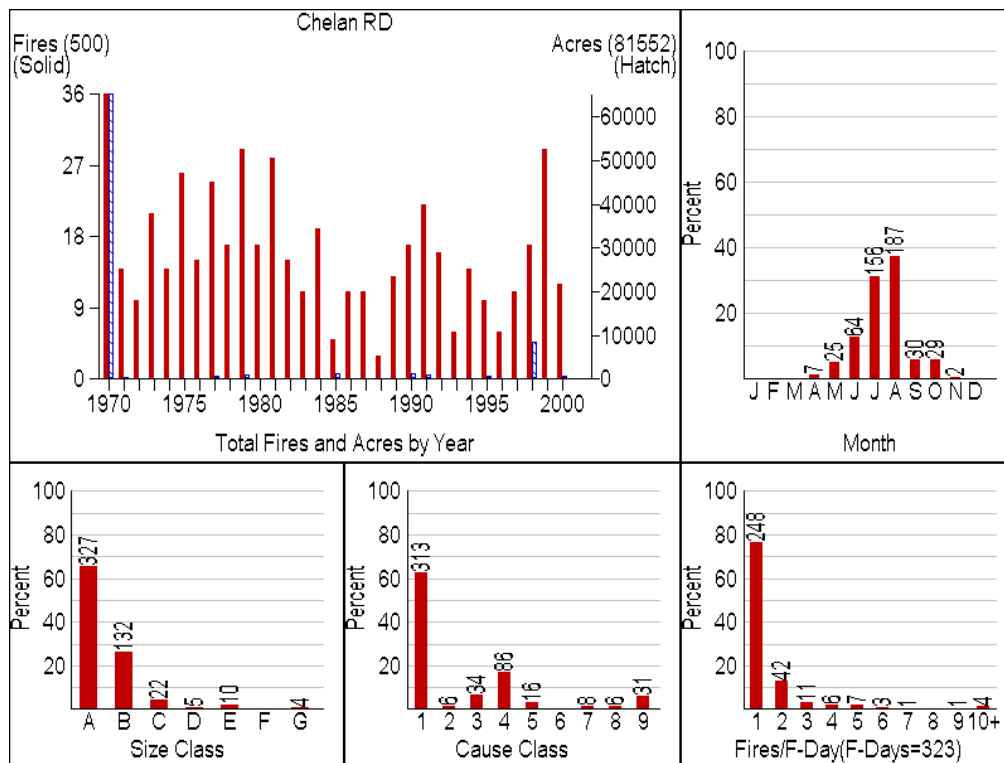 Chelan RD
Fires (500)
(Solid)
Acres (81552)
(Hatch)
36
27
18
9
0
60000
50000
40000
30000
20000
10000
0
1970 1975 1980 1985 1990 1995 2000
Total Fires and Acres by Year
100
80
60
40
20
Percent
7 25 64 156 187 30 29 2
J F M A M J J A S O N D
Month
100
80
60
40
20
Percent
327 132 22 5 10 4
A B C D E F G
Size Class
100
80
60
40
20
Percent
313 6 34 86 16 8 6 31
1 2 3 4 5 6 7 8 9
Cause Class
100
80
60
40
20
Percent
248 42 11 6 7 3 1 1 4
1 2 3 4 5 6 7 8 9 10+
Fires/F-Day(F-Days=323)